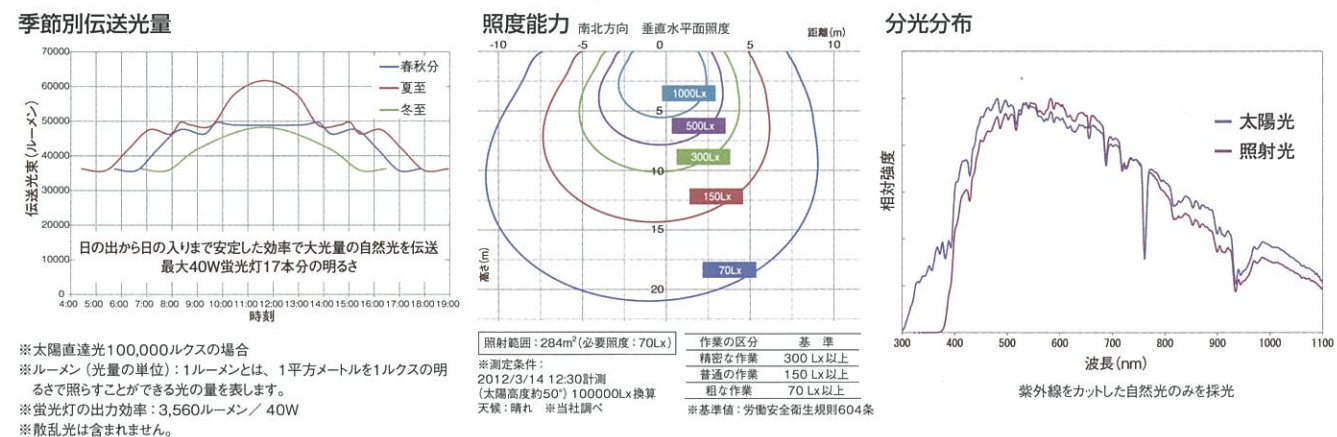 季節別伝送光量
70000
60000
50000
40000
30000
20000
10000
0
伝送光束(ルーメン)
春秋分
夏至
冬至
日の出から日の入りまで安定した効率で大光量の自然光を伝送
最大40W蛍光灯17本分の明るさ
4:00 5:00 6:00 7:00 8:00 9:00 10:00 11:00 12:00 13:00 14:00 15:00 16:00 17:00 18:00 19:00
時刻
※太陽直達光100,000ルクスの場合
※ルーメン（光量の単位）：1ルーメンとは、1平方メートルを1ルクスの明
るさで照らすことができる光の量を表します。
※蛍光灯の出力効率：3,560ルーメン／ 40W
※散乱光は含まれません。
照度能力 南北方向 垂直水平面照度
距離(m)
-10 -5 0 5 10
1000Lx
5
500Lx
300Lx
10
150Lx
15
70Lx
20
高さ(m)
照射範囲：284m²(必要照度：70Lx)
※測定条件：
2012/3/14 12:30計測
(太陽高度約50°) 100000Lx換算
天候：晴れ ※当社調べ
作業の区分 基 準
精密な作業 300 Lx以上
普通の作業 150 Lx以上
粗な作業 70 Lx以上
※基準値：労働安全衛生規則604条
分光分布
太陽光
照射光
相対強度
300 400 500 600 700 800 900 1000 1100
波長(nm)
紫外線をカットした自然光のみを採光